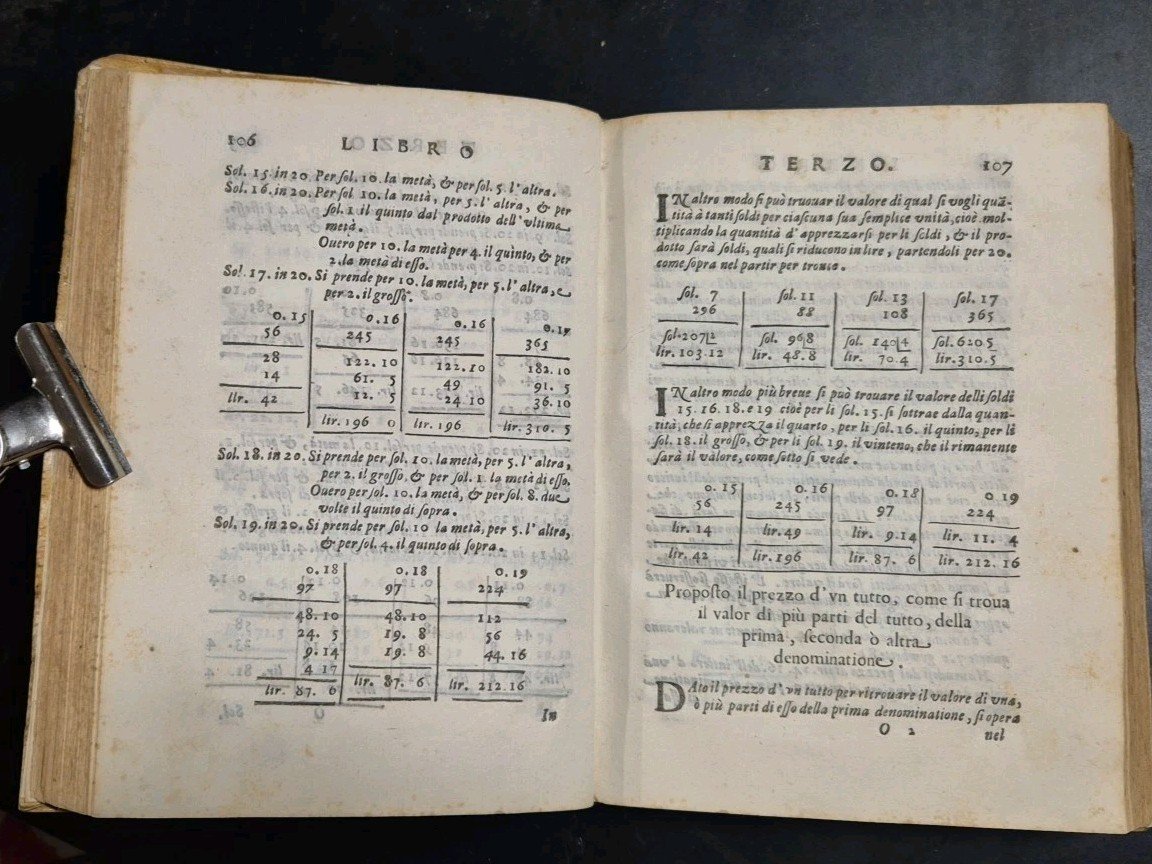 106 LIBRO
Sol. 15. in 20. Per sol. 10. la metà, & per sol. 5. l'altra.
Sol. 16. in 20. Per sol 10. la metà, per 5. l'altra, & per
sol. 1. il quinto dal prodotto dell'vltima
metà.
Ouero per 10. la metà per 4. il quinto, & per
2. la metà di esso.
Sol. 17. in 20. Si prende per 10. la metà, per 5. l'altra, e
per 2. il grosso.
0.15 0.16 0.16 0.17
56 245 245 365
28 122.10 122.10 182.10
14 61. 5 49 91. 5
lir. 42 12. 5 24 10 36.10
lir. 196 0 lir. 196 lir. 310. 5
Sol. 18. in 20. Si prende per sol. 10. la metà, per 5. l'altra,
per 2. il grosso, & per sol. 1. la metà di esso.
Ouero per sol. 10. la metà, & per sol. 8. due
volte il quinto di sopra.
Sol. 19. in 20. Si prende per sol. 10 la metà, per 5. l'altra,
& per sol. 4. il quinto di sopra.
0.18 0.18 0.19
97 97 224
48.10 48.10 112
24. 5 19. 8 56
9.14 19. 8 44.16
4 17
lir. 87. 6 lir. 87. 6 lir. 212.16
In
TERZO. 107
IN altro modo si può trouar il valore di qual si vogli quā-
tità à tanti soldi per ciascuna sua semplice vnità, cioè mol-
tiplicando la quantità d'apprezzarsi per li soldi, & il pro-
dotto sarà soldi, quali si riducono in lire, partendoli per 20.
come sopra nel partir per tronco.
sol. 7 sol. 11 sol. 13 sol. 17
296 88 108 365
sol. 207|2 sol. 96|8 sol. 140|4 sol. 620 5
lir. 103.12 lir. 48.8 lir. 70.4 lir. 310.5
IN altro modo più breue si può trouare il valore delli soldi
15. 16. 18. e 19 cioè per li sol. 15. si sottrae dalla quan-
tità, che si apprezza il quarto, per li sol. 16. il quinto, per li
sol. 18. il grosso, & per li sol. 19. il vinteno, che il rimanente
sarà il valore, come sotto si vede.
0. 15 0. 16 0. 18 0 19
56 245 97 224
lir. 14 lir. 49 lir. 9.14 lir. 11. 4
lir. 42 lir. 196 lir. 87. 6 lir. 212. 16
Proposto il prezzo d'vn tutto, come si troua
il valor di più parti del tutto, della
prima, seconda ò altra
denominatione.
DAto il prezzo d'vn tutto per ritrouare il valore di vna,
ò più parti di esso della prima denominatione, si opera
O 2 nel